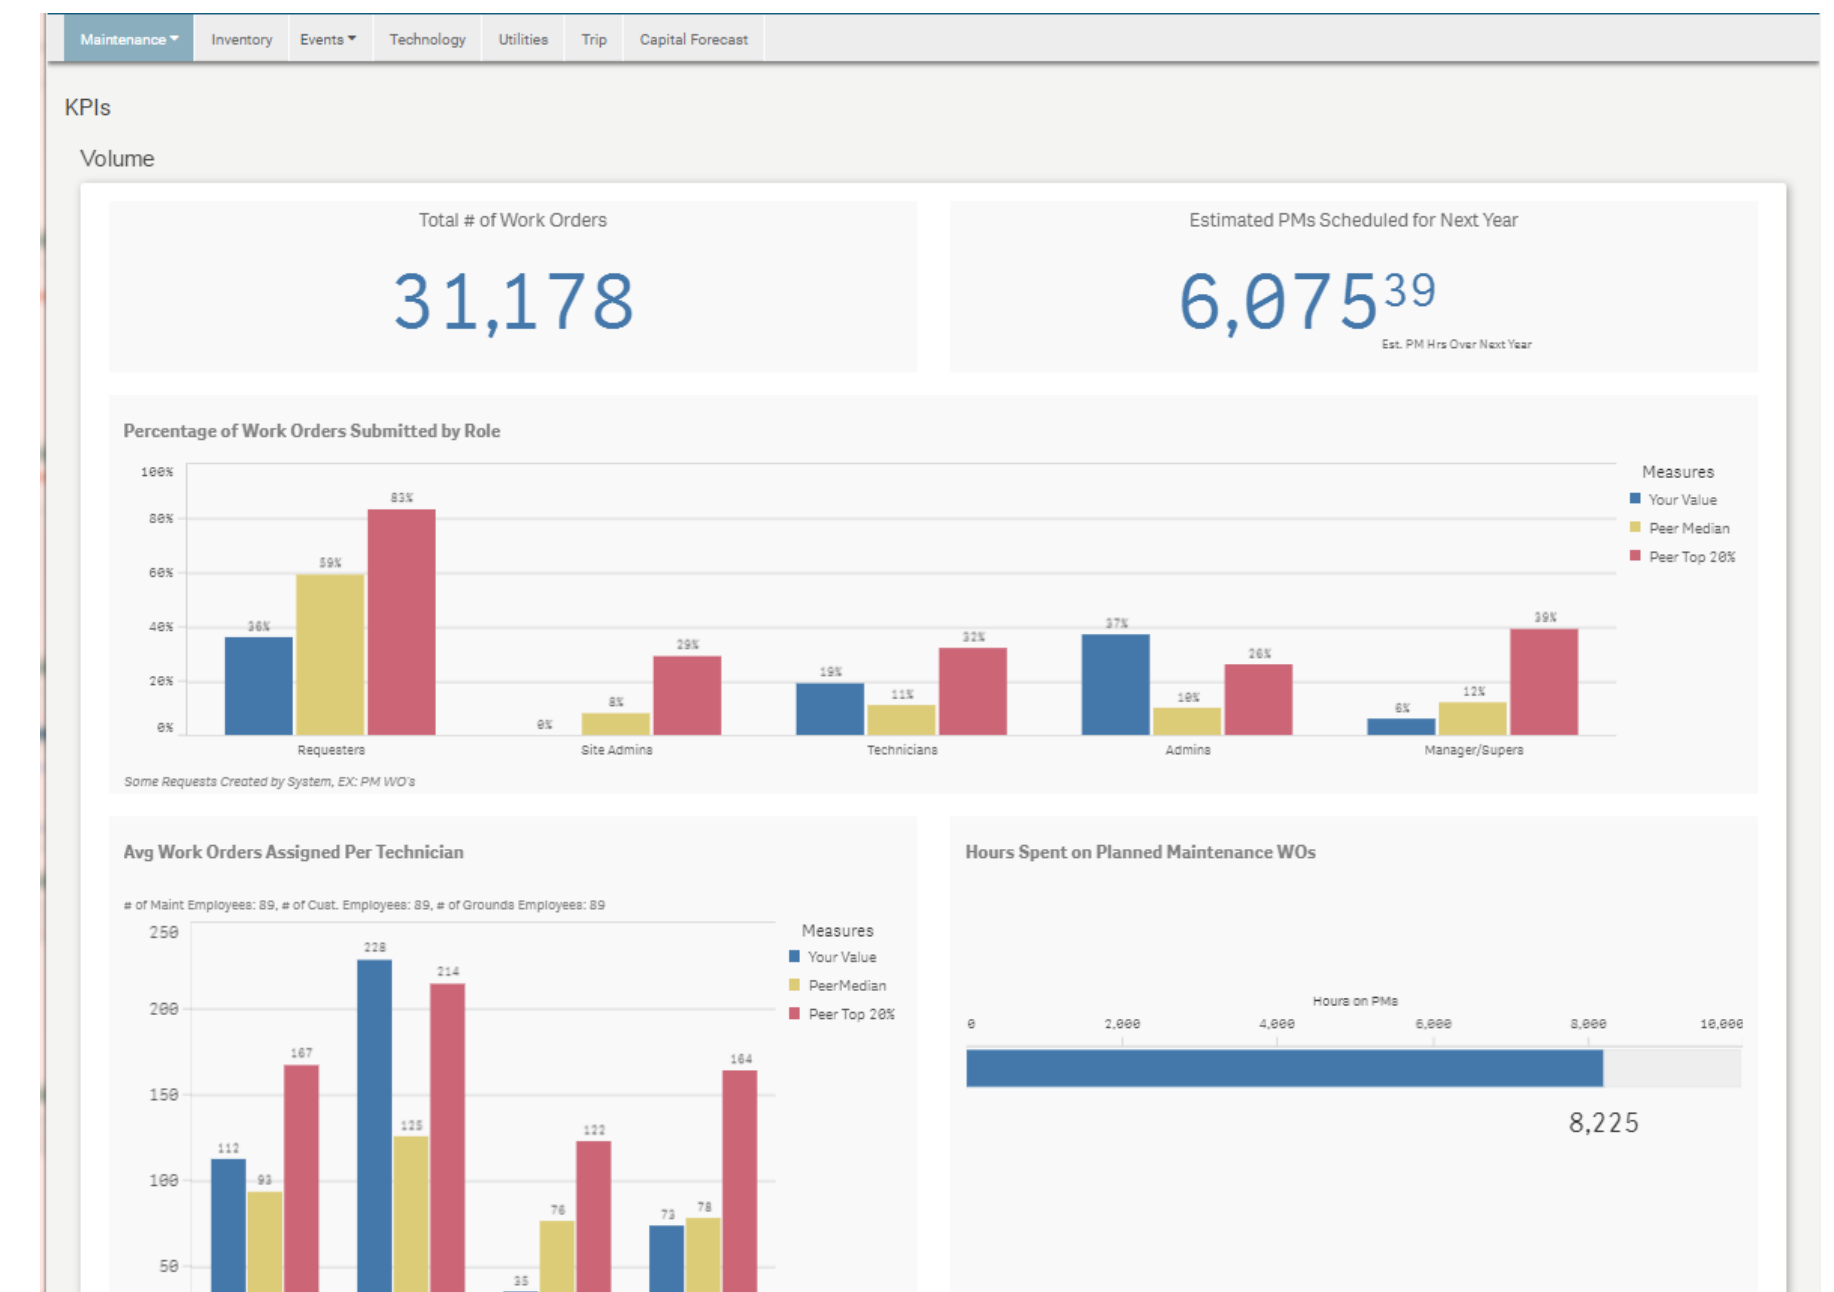 Maintenance Inventory Events Technology Utilities Trip Capital Forecast
KPIs
Volume
Total # of Work Orders
31,178
Estimated PMs Scheduled for Next Year
6,075 39
Est. PM Hrs Over Next Year
Percentage of Work Orders Submitted by Role
100%
80%
60%
40%
20%
0%
36%
59%
83%
0%
8%
29%
19%
11%
32%
37%
10%
26%
6%
12%
39%
Requesters
Site Admins
Technicians
Admins
Manager/Supers
Measures
Your Value
Peer Median
Peer Top 20%
Some Requests Created by System, EX: PM WO's
Avg Work Orders Assigned Per Technician
# of Maint Employees: 89, # of Cust. Employees: 89, # of Grounds Employees: 89
250
200
150
100
50
112
93
167
228
125
214
35
76
122
73
78
164
Measures
Your Value
PeerMedian
Peer Top 20%
Hours Spent on Planned Maintenance WOs
Hours on PMs
0 2,000 4,000 6,000 8,000 10,000
8,225